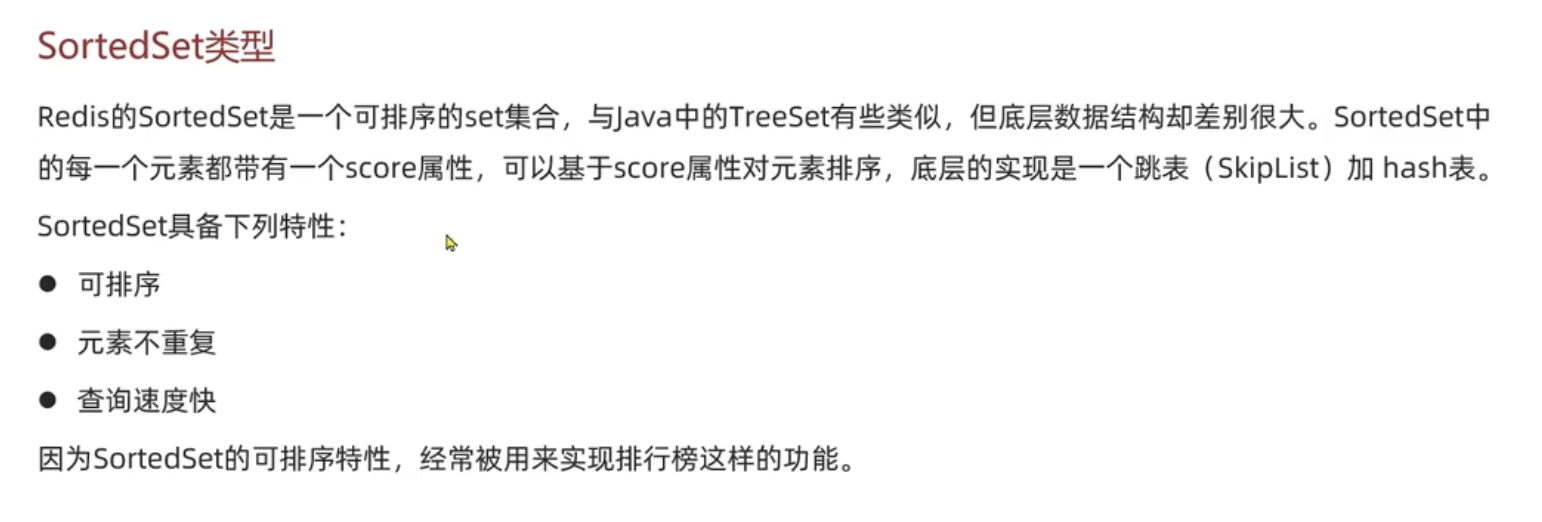 SortedSet类型
Redis的SortedSet是一个可排序的set集合，与Java中的TreeSet有些类似，但底层数据结构却差别很大。SortedSet中
的每一个元素都带有一个score属性，可以基于score属性对元素排序，底层的实现是一个跳表（SkipList）加 hash表。
SortedSet具备下列特性：
● 可排序
● 元素不重复
● 查询速度快
因为SortedSet的可排序特性，经常被用来实现排行榜这样的功能。